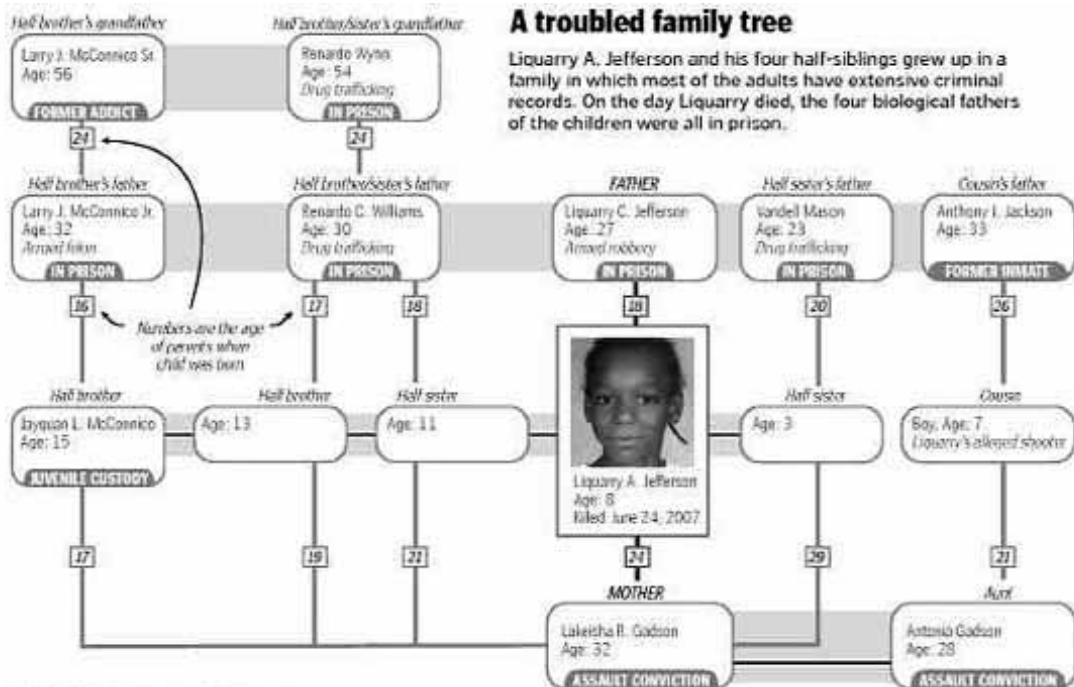 A troubled family tree
Liquarry A. Jefferson and his four half-siblings grew up in a
family in which most of the adults have extensive criminal
records. On the day Liquarry died, the four biological fathers
of the children were all in prison.
Half brother's grandfather
Larry J. McConnico Sr.
Age: 56
FORMER ADDICT
24
Half brother/sister's grandfather
Renardo Wynn
Age: 54
Drug trafficking
IN PRISON
24
Half brother's father
Larry J. McConnico Jr.
Age: 32
Armed felon
IN PRISON
16
Half brother/sister's father
Renardo C. Williams
Age: 30
Drug trafficking
IN PRISON
17
18
FATHER
Liquarry C. Jefferson
Age: 27
Armed robbery
IN PRISON
18
Half sister's father
Vandell Mason
Age: 23
Drug trafficking
IN PRISON
20
Cousin's father
Anthony J. Jackson
Age: 33
FORMER INMATE
26
Numbers are the age
of parents when
child was born
Half brother
Jayquan L. McConnico
Age: 15
JUVENILE CUSTODY
Half brother
Age: 13
Half sister
Age: 11
Liquarry A. Jefferson
Age: 8
Killed June 24, 2007
Half sister
Age: 3
Cousin
Boy, Age: 7
Liquarry's alleged shooter
17
19
21
24
29
21
MOTHER
Lakeisha R. Gadson
Age: 32
ASSAULT CONVICTION
Aunt
Antonia Gadson
Age: 28
ASSAULT CONVICTION